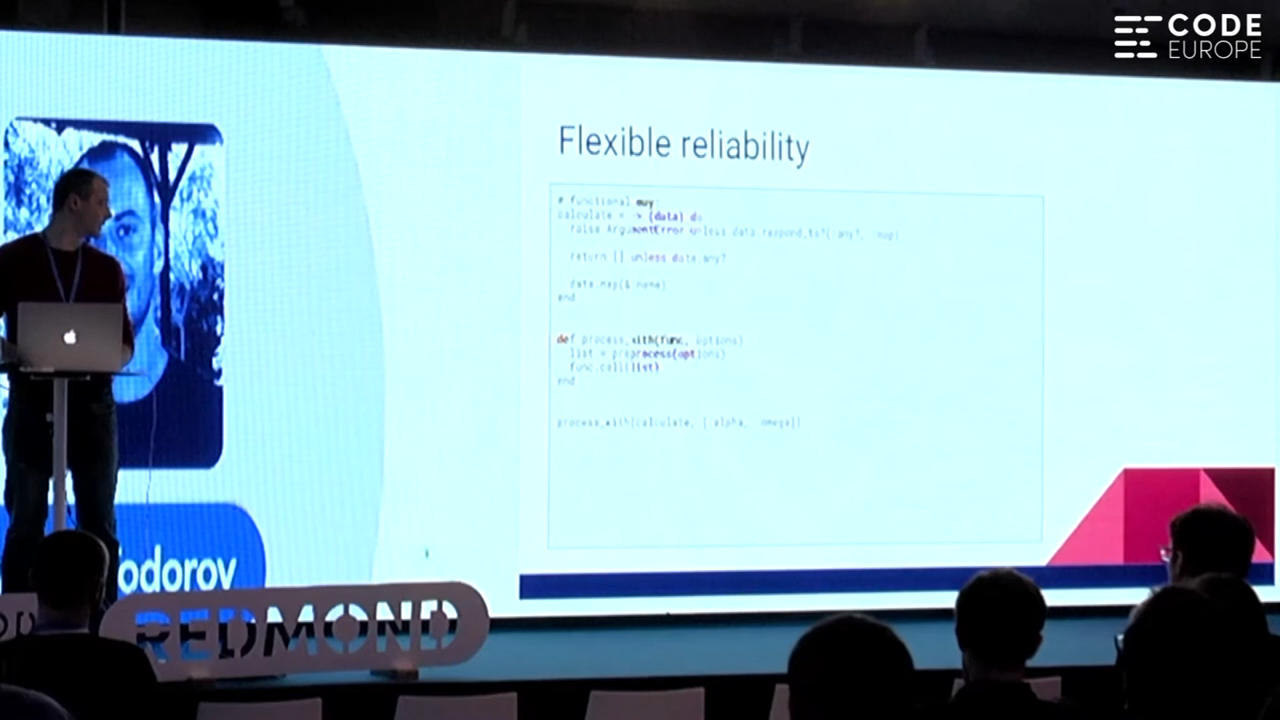 CODE
EUROPE
Flexible reliability
# functional way:
calculate = -> (data) do
raise ArgumentError unless data.respond_to?(:any?, :map)
return [] unless data.any?
data.map(&:name)
end
def process_with(func, options)
list = preprocess(options)
func.call(list)
end
process_with(calculate, [:alpha, :omega])
odorov
REDMOND